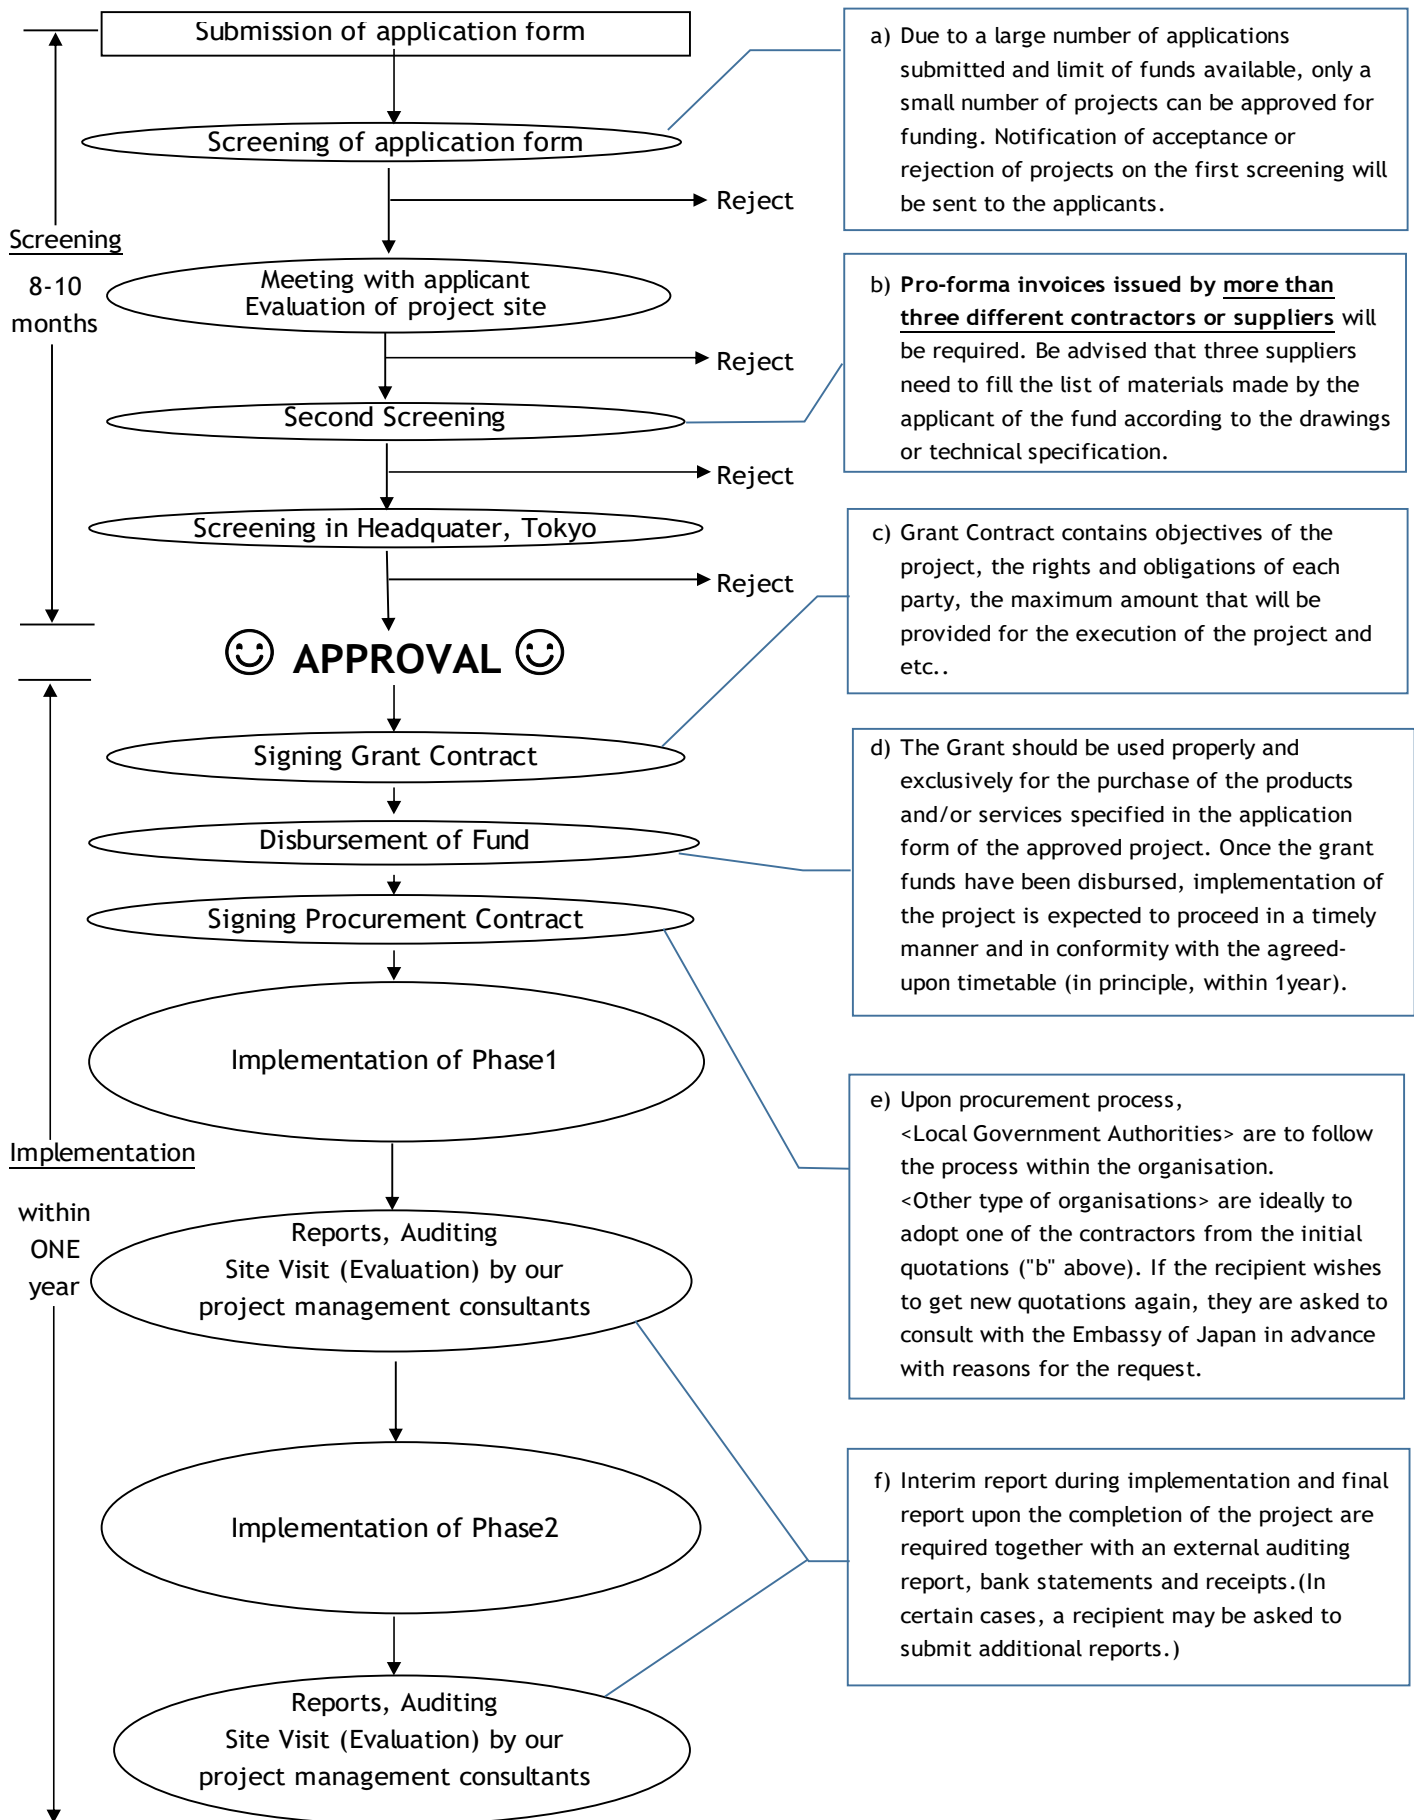 Submission of application form
Screening of application form
Reject
Screening
8-10
months
Meeting with applicant
Evaluation of project site
Reject
Second Screening
Reject
Screening in Headquater, Tokyo
Reject
APPROVAL
Signing Grant Contract
Disbursement of Fund
Signing Procurement Contract
Implementation of Phase1
Implementation
within
ONE
year
Reports, Auditing
Site Visit (Evaluation) by our
project management consultants
Implementation of Phase2
Reports, Auditing
Site Visit (Evaluation) by our
project management consultants
a) Due to a large number of applications
submitted and limit of funds available, only a
small number of projects can be approved for
funding. Notification of acceptance or
rejection of projects on the first screening will
be sent to the applicants.
b) Pro-forma invoices issued by more than
three different contractors or suppliers will
be required. Be advised that three suppliers
need to fill the list of materials made by the
applicant of the fund according to the drawings
or technical specification.
c) Grant Contract contains objectives of the
project, the rights and obligations of each
party, the maximum amount that will be
provided for the execution of the project and
etc..
d) The Grant should be used properly and
exclusively for the purchase of the products
and/or services specified in the application
form of the approved project. Once the grant
funds have been disbursed, implementation of
the project is expected to proceed in a timely
manner and in conformity with the agreed-
upon timetable (in principle, within 1year).
e) Upon procurement process,
<Local Government Authorities> are to follow
the process within the organisation.
<Other type of organisations> are ideally to
adopt one of the contractors from the initial
quotations ("b" above). If the recipient wishes
to get new quotations again, they are asked to
consult with the Embassy of Japan in advance
with reasons for the request.
f) Interim report during implementation and final
report upon the completion of the project are
required together with an external auditing
report, bank statements and receipts.(In
certain cases, a recipient may be asked to
submit additional reports.)